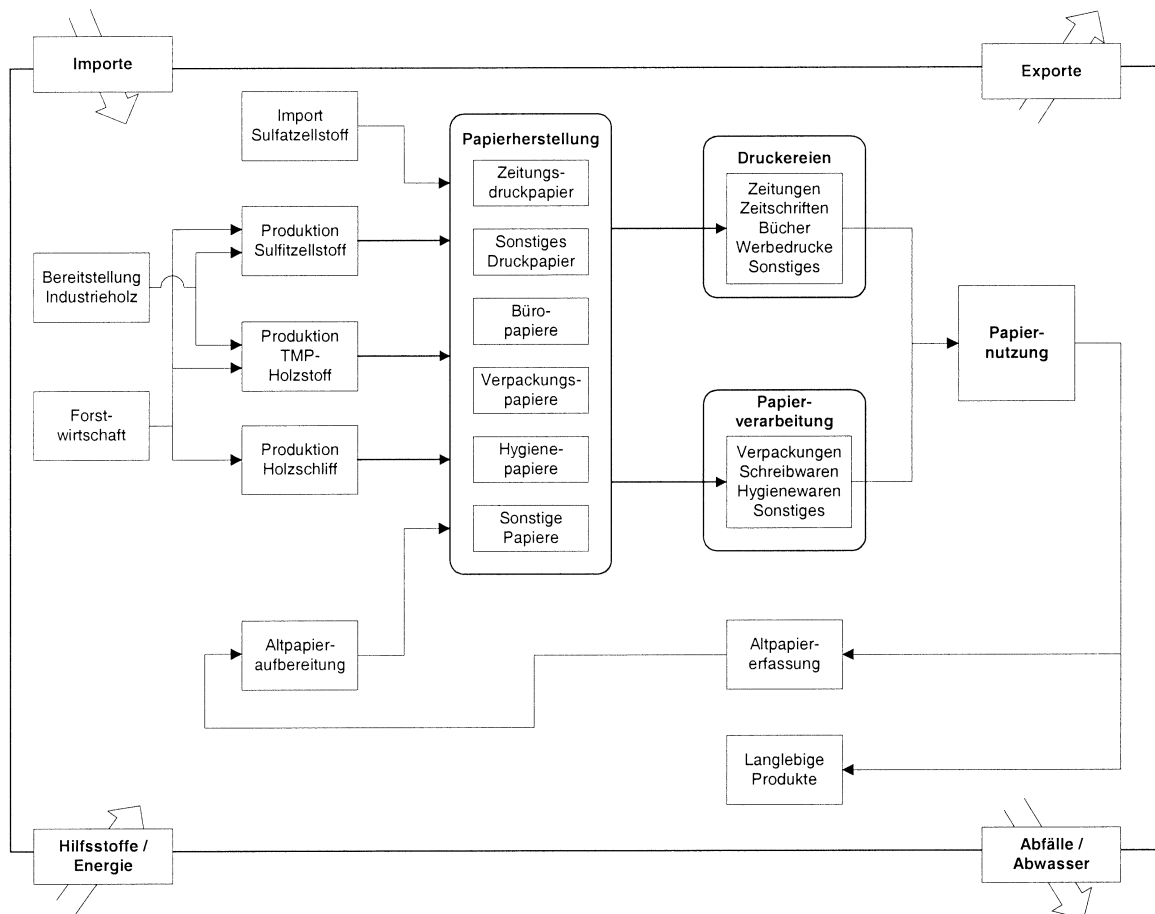 Importe
Exporte
Import
Sulfatzellstoff
Papierherstellung
Zeitungs-
druckpapier
Sonstiges
Druckpapier
Büro-
papiere
Verpackungs-
papiere
Hygiene-
papiere
Sonstige
Papiere
Druckereien
Zeitungen
Zeitschriften
Bücher
Werbedrucke
Sonstiges
Produktion
Sulfitzellstoff
Bereitstellung
Industrieholz
Produktion
TMP-
Holzstoff
Forst-
wirtschaft
Produktion
Holzschliff
Papier-
nutzung
Papier-
verarbeitung
Verpackungen
Schreibwaren
Hygienewaren
Sonstiges
Altpapier-
aufbereitung
Altpapier-
erfassung
Langlebige
Produkte
Hilfsstoffe /
Energie
Abfälle /
Abwasser